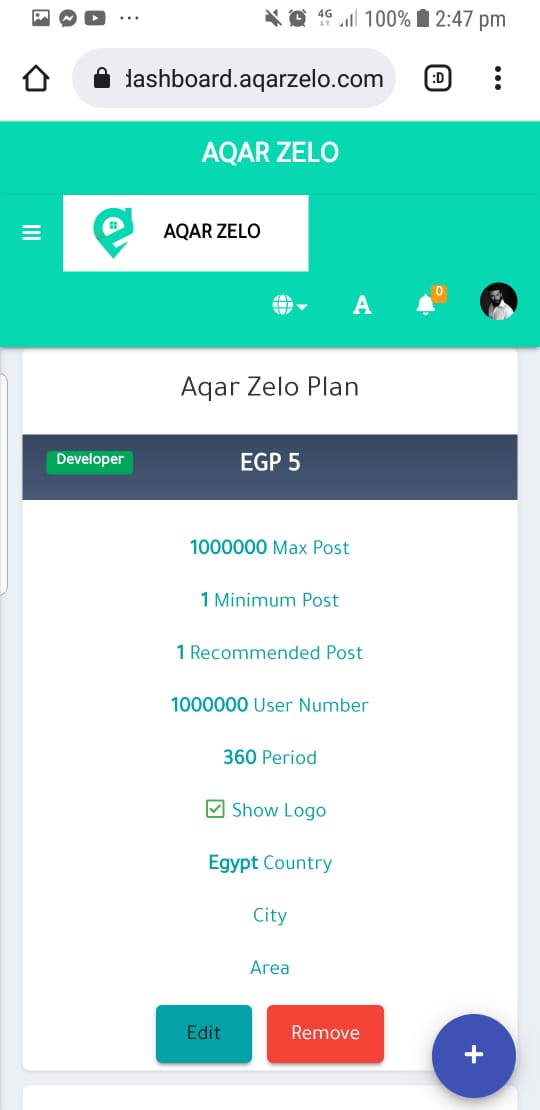 4G 100% 2:47 pm
dashboard.aqarzelo.com :D
AQAR ZELO
AQAR ZELO
A 0
Aqar Zelo Plan
Developer EGP 5
1000000 Max Post
1 Minimum Post
1 Recommended Post
1000000 User Number
360 Period
Show Logo
Egypt Country
City
Area
Edit Remove +